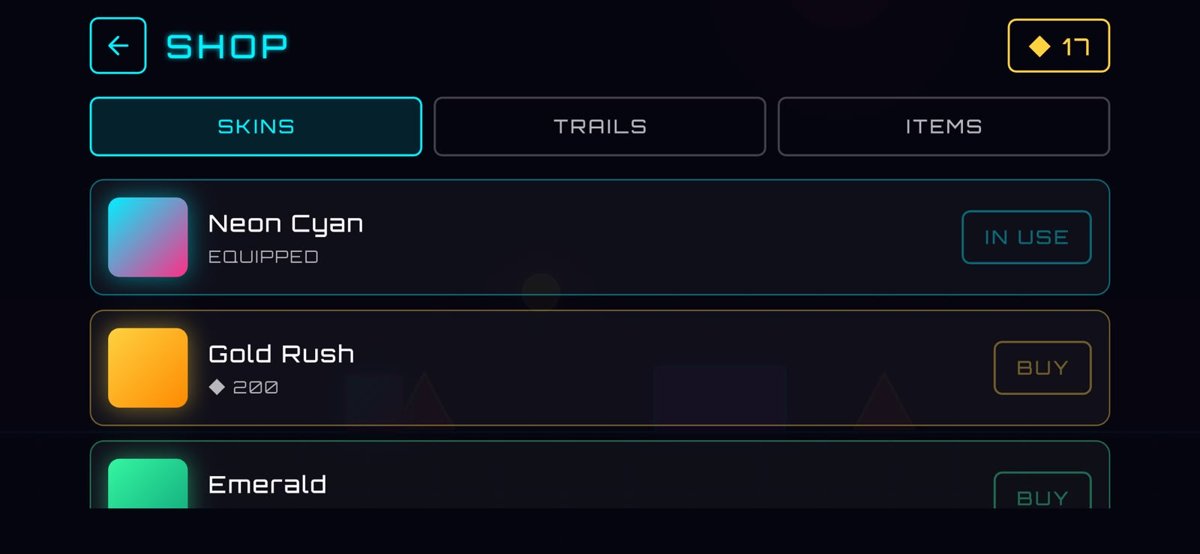 SHOP
17
SKINS
TRAILS
ITEMS
Neon Cyan
EQUIPPED
IN USE
Gold Rush
200
BUY
Emerald
BUY